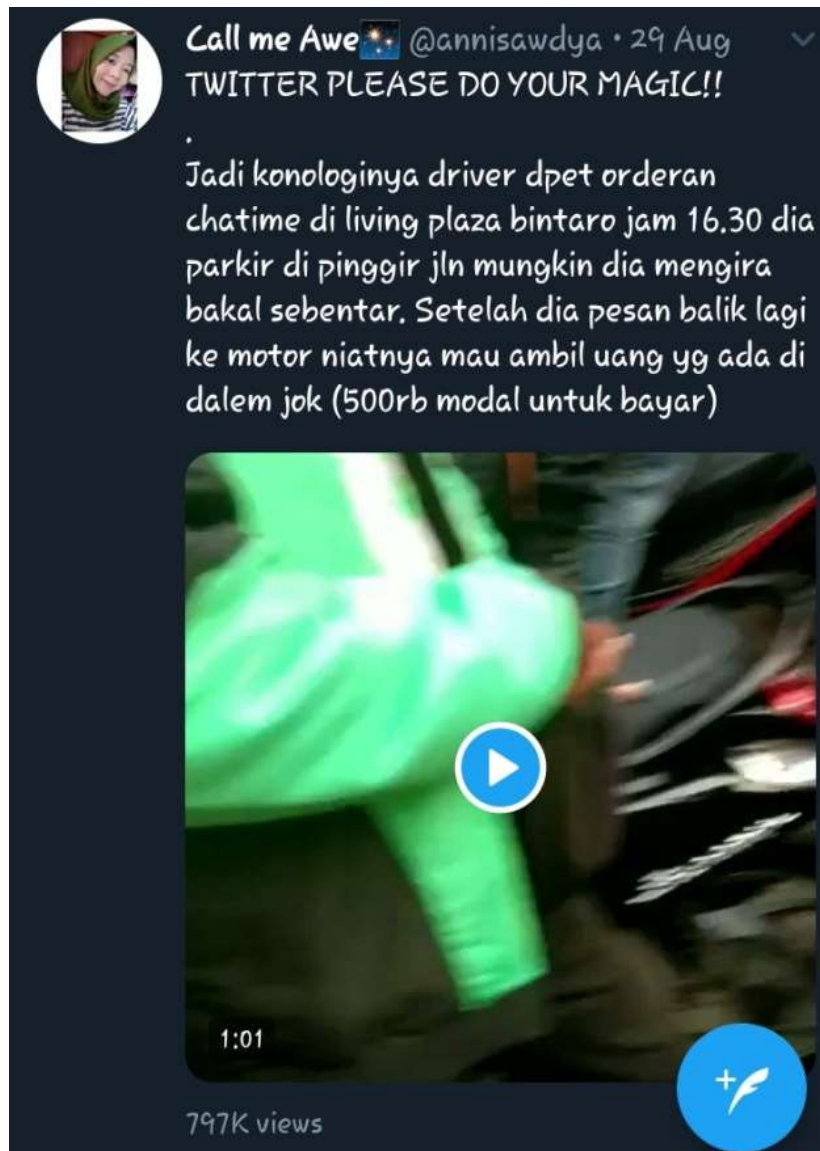 Call me Awe @annisawdya · 29 Aug
TWITTER PLEASE DO YOUR MAGIC!!
.
Jadi konologinya driver dpet orderan
chatime di living plaza bintaro jam 16.30 dia
parkir di pinggir jln mungkin dia mengira
bakal sebentar. Setelah dia pesan balik lagi
ke motor niatnya mau ambil uang yg ada di
dalem jok (500rb modal untuk bayar)
1:01
797K views